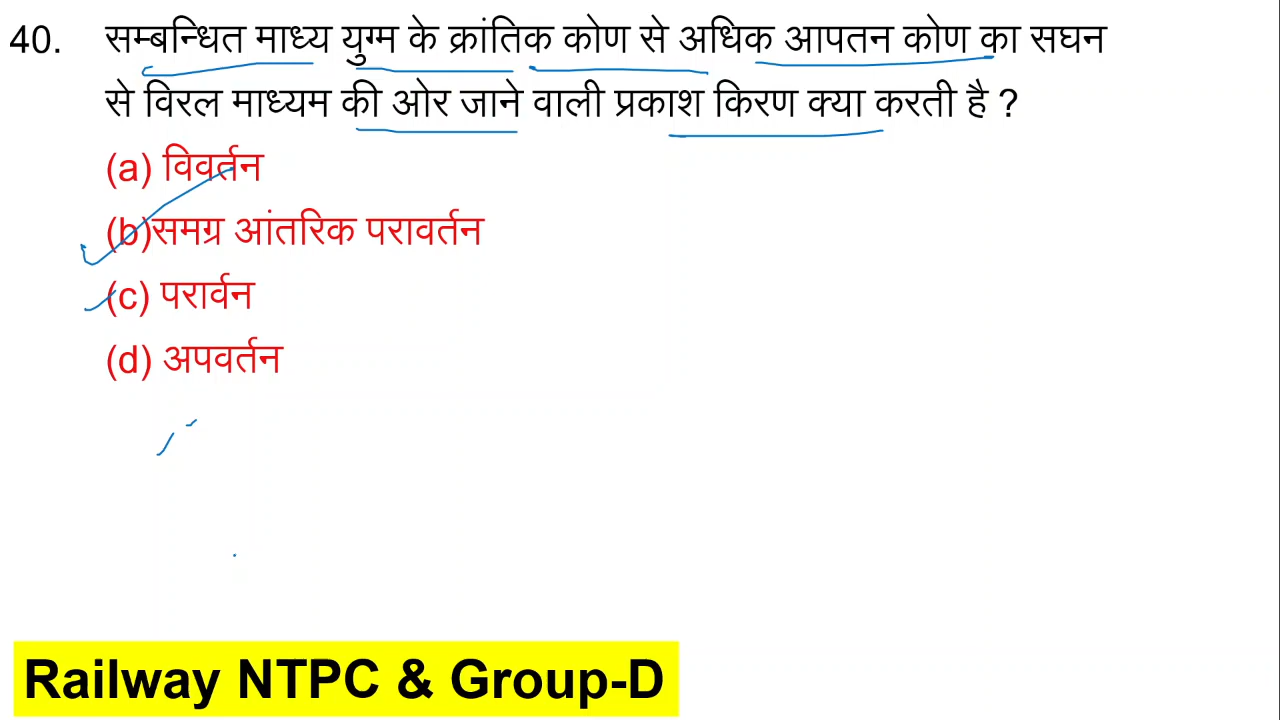 40. सम्बन्धित माध्य युग्म के क्रांतिक कोण से अधिक आपतन कोण का सघन
से विरल माध्यम की ओर जाने वाली प्रकाश किरण क्या करती है ?
(a) विवर्तन
(b)समग्र आंतरिक परावर्तन
(c) परार्वन
(d) अपवर्तन
Railway NTPC & Group-D